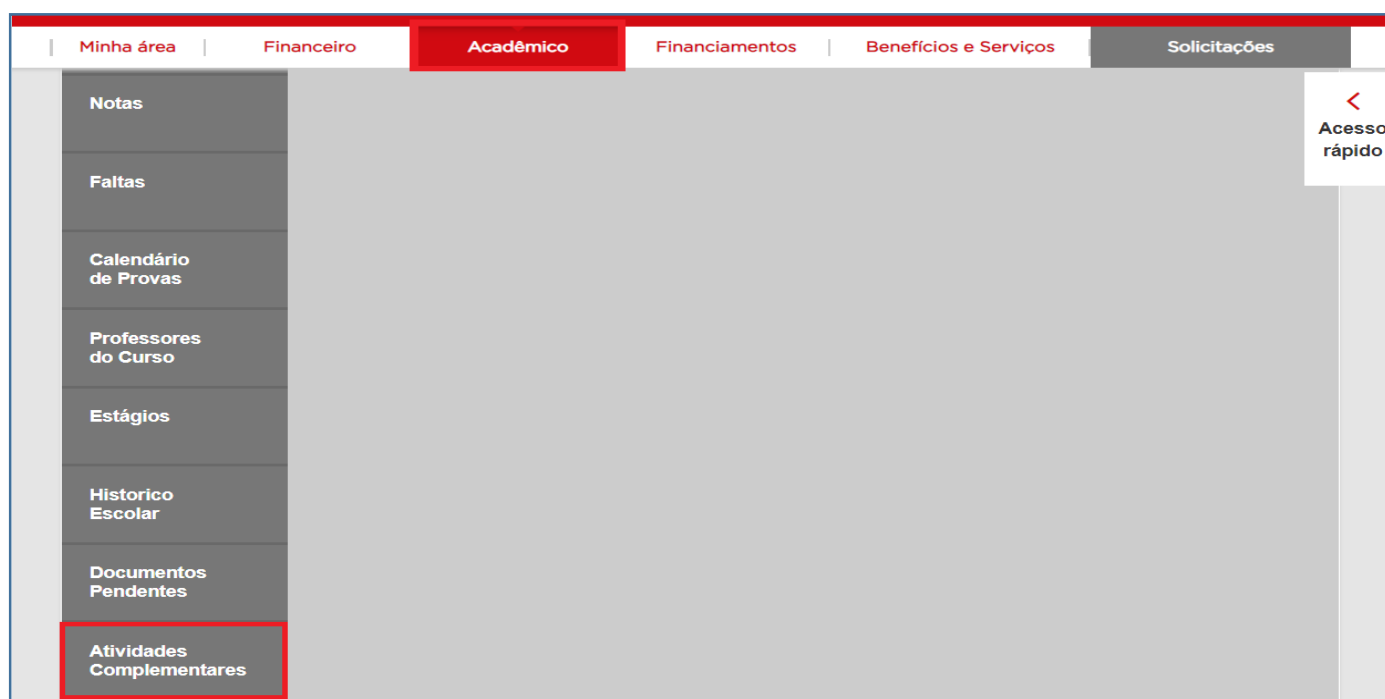 Minha área Financeiro Acadêmico Financiamentos Benefícios e Serviços Solicitações
Acesso
rápido
Notas
Faltas
Calendário
de Provas
Professores
do Curso
Estágios
Historico
Escolar
Documentos
Pendentes
Atividades
Complementares